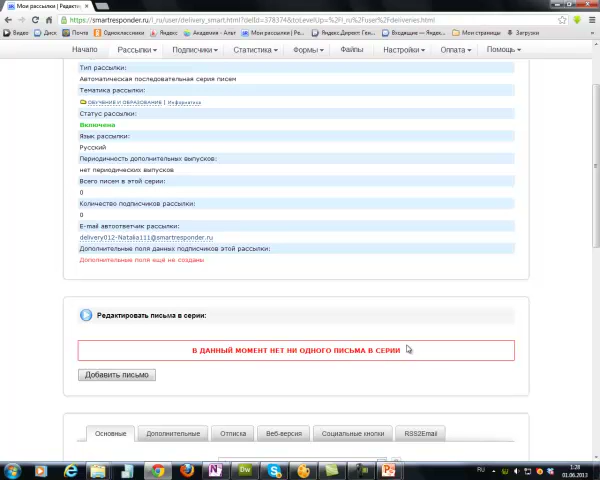 Мои рассылки | Редактир
https://smartresponder.ru/l_ru/user/delivery_smart.html?delId=378374&toLevelUp=%2Fl_ru%2Fuser%2Fdeliveries.html
Война Диск Почта Одноклассники Яндекс Академия - Альт Мои рассылки | Ре... Яндекс.Директ Ген... Входящие — Яндекс... Мои страницы Загрузки
Начало Рассылки Подписчики Статистика Формы Файлы Настройки Оплата Помощь
Тип рассылки:
Автоматическая последовательная серия писем
Тематика рассылки:
ОБУЧЕНИЕ И ОБРАЗОВАНИЕ | Информатика
Статус рассылки:
Включена
Язык рассылки:
Русский
Периодичность дополнительных выпусков:
нет периодических выпусков
Всего писем в этой серии:
0
Количество подписчиков рассылки:
0
E-mail автоответчик рассылки:
delivery012-Natalia111@smartresponder.ru
Дополнительные поля данных подписчиков этой рассылки:
Дополнительные поля ещё не созданы
Редактировать письма в серии:
В ДАННЫЙ МОМЕНТ НЕТ НИ ОДНОГО ПИСЬМА В СЕРИИ
Добавить письмо
Основные Дополнительные Отписка Веб-версия Социальные кнопки RSS2Email
RU
1:28
01.06.2013